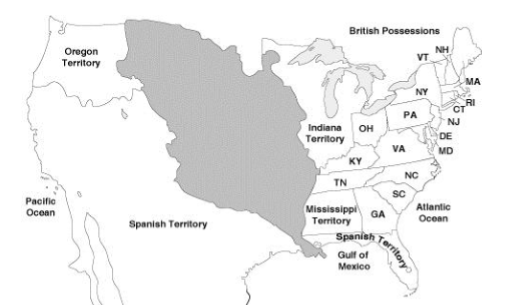 British Possessions
NH
VT
Oregon
Territory
MA
NY
RI
CT
PA
NJ
Indiana
Territory
OH
DE
MD
VA
KY
NC
TN
SC
Pacific
Ocean
Mississippi
Territory
GA
Atlantic
Ocean
Spanish Territory
Spanish Territory
Gulf of
Mexico